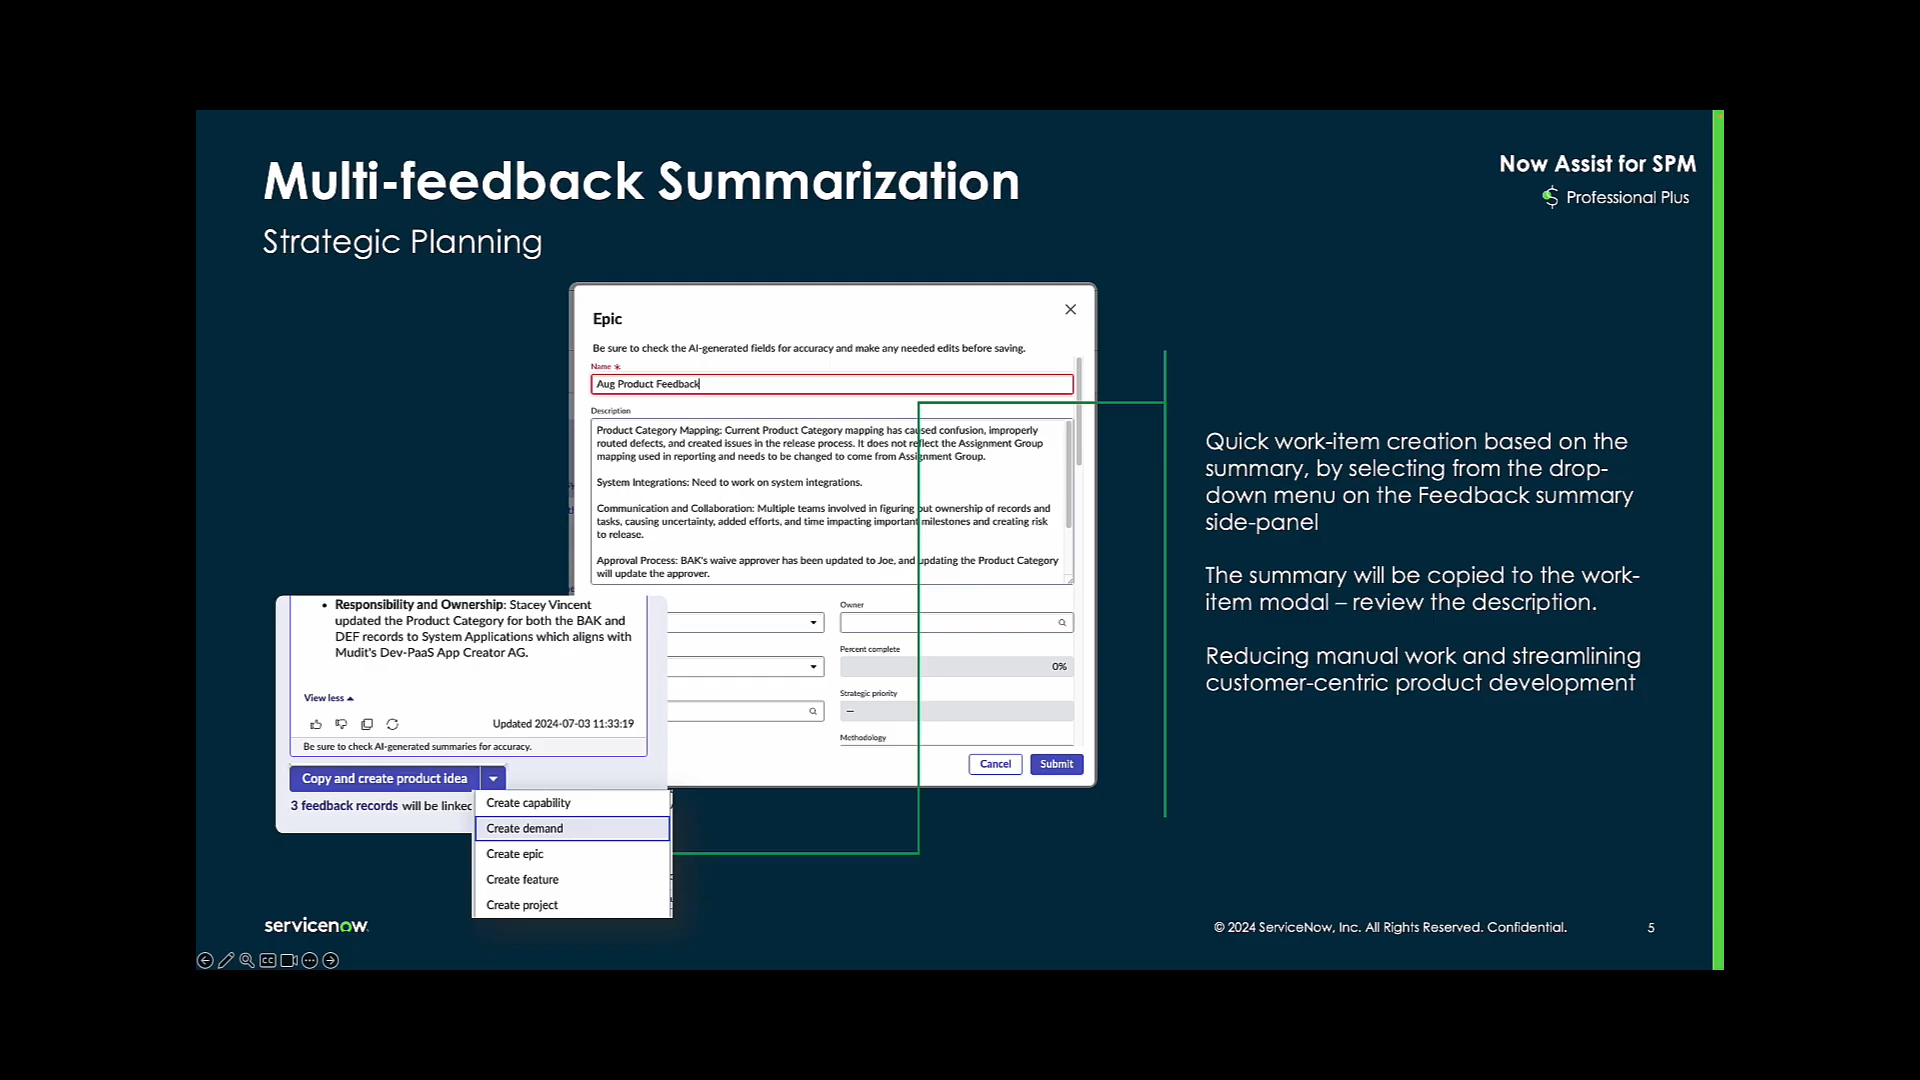 Multi-feedback Summarization
Strategic Planning
Now Assist for SPM
Professional Plus
Epic
Be sure to check the AI-generated fields for accuracy and make any needed edits before saving.
Name *
Aug Product Feedback
Description
Product Category Mapping: Current Product Category mapping has caused confusion, improperly
routed defects, and created issues in the release process. It does not reflect the Assignment Group
mapping used in reporting and needs to be changed to come from Assignment Group.
System Integrations: Need to work on system integrations.
Communication and Collaboration: Multiple teams involved in figuring out ownership of records and
tasks, causing uncertainty, added efforts, and time impacting important milestones and creating risk
to release.
Approval Process: BAK's waive approver has been updated to Joe, and updating the Product Category
will update the approver.
Owner
Percent complete
0%
Strategic priority
—
Methodology
Cancel
Submit
• Responsibility and Ownership: Stacey Vincent
updated the Product Category for both the BAK and
DEF records to System Applications which aligns with
Mudit's Dev-PaaS App Creator AG.
View less
Updated 2024-07-03 11:33:19
Be sure to check AI-generated summaries for accuracy.
Copy and create product idea
3 feedback records will be linked
Create capability
Create demand
Create epic
Create feature
Create project
Quick work-item creation based on the
summary, by selecting from the drop-
down menu on the Feedback summary
side-panel
The summary will be copied to the work-
item modal – review the description.
Reducing manual work and streamlining
customer-centric product development
servicenow
© 2024 ServiceNow, Inc. All Rights Reserved. Confidential.
5
CC